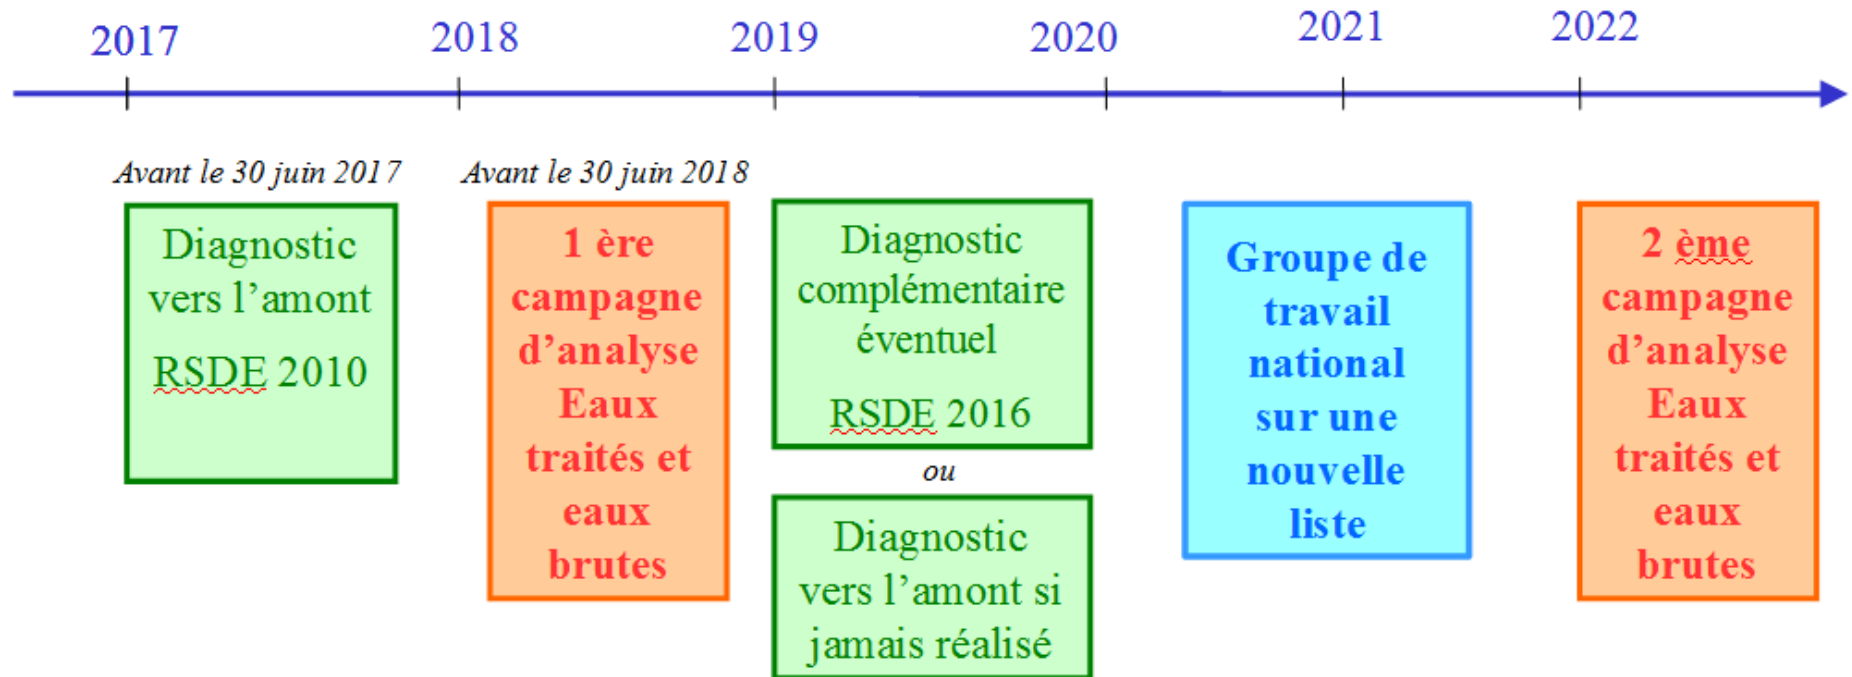 2017
2018
2019
2020
2021
2022
Avant le 30 juin 2017
Diagnostic
vers l’amont
RSDE 2010
Avant le 30 juin 2018
1 ère
campagne
d’analyse
Eaux
traités et
eaux
brutes
Diagnostic
complémentaire
éventuel
RSDE 2016
ou
Diagnostic
vers l’amont si
jamais réalisé
Groupe de
travail
national
sur une
nouvelle
liste
2 ème
campagne
d’analyse
Eaux
traités et
eaux
brutes